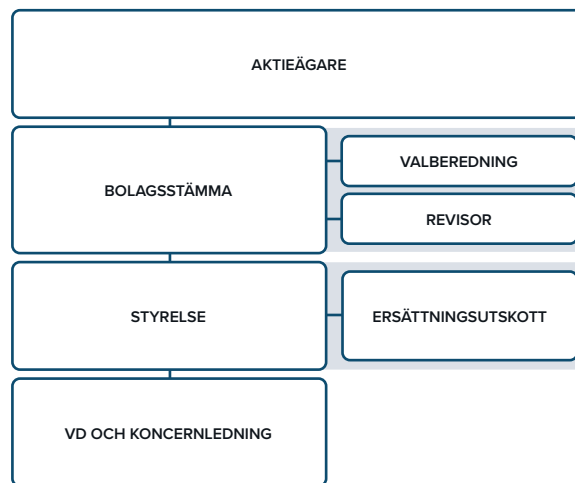 AKTIEÄGARE
BOLAGSSTÄMMA
VALBEREDNING
REVISOR
STYRELSE
ERSÄTTNINGSUTSKOTT
VD OCH KONCERNLEDNING